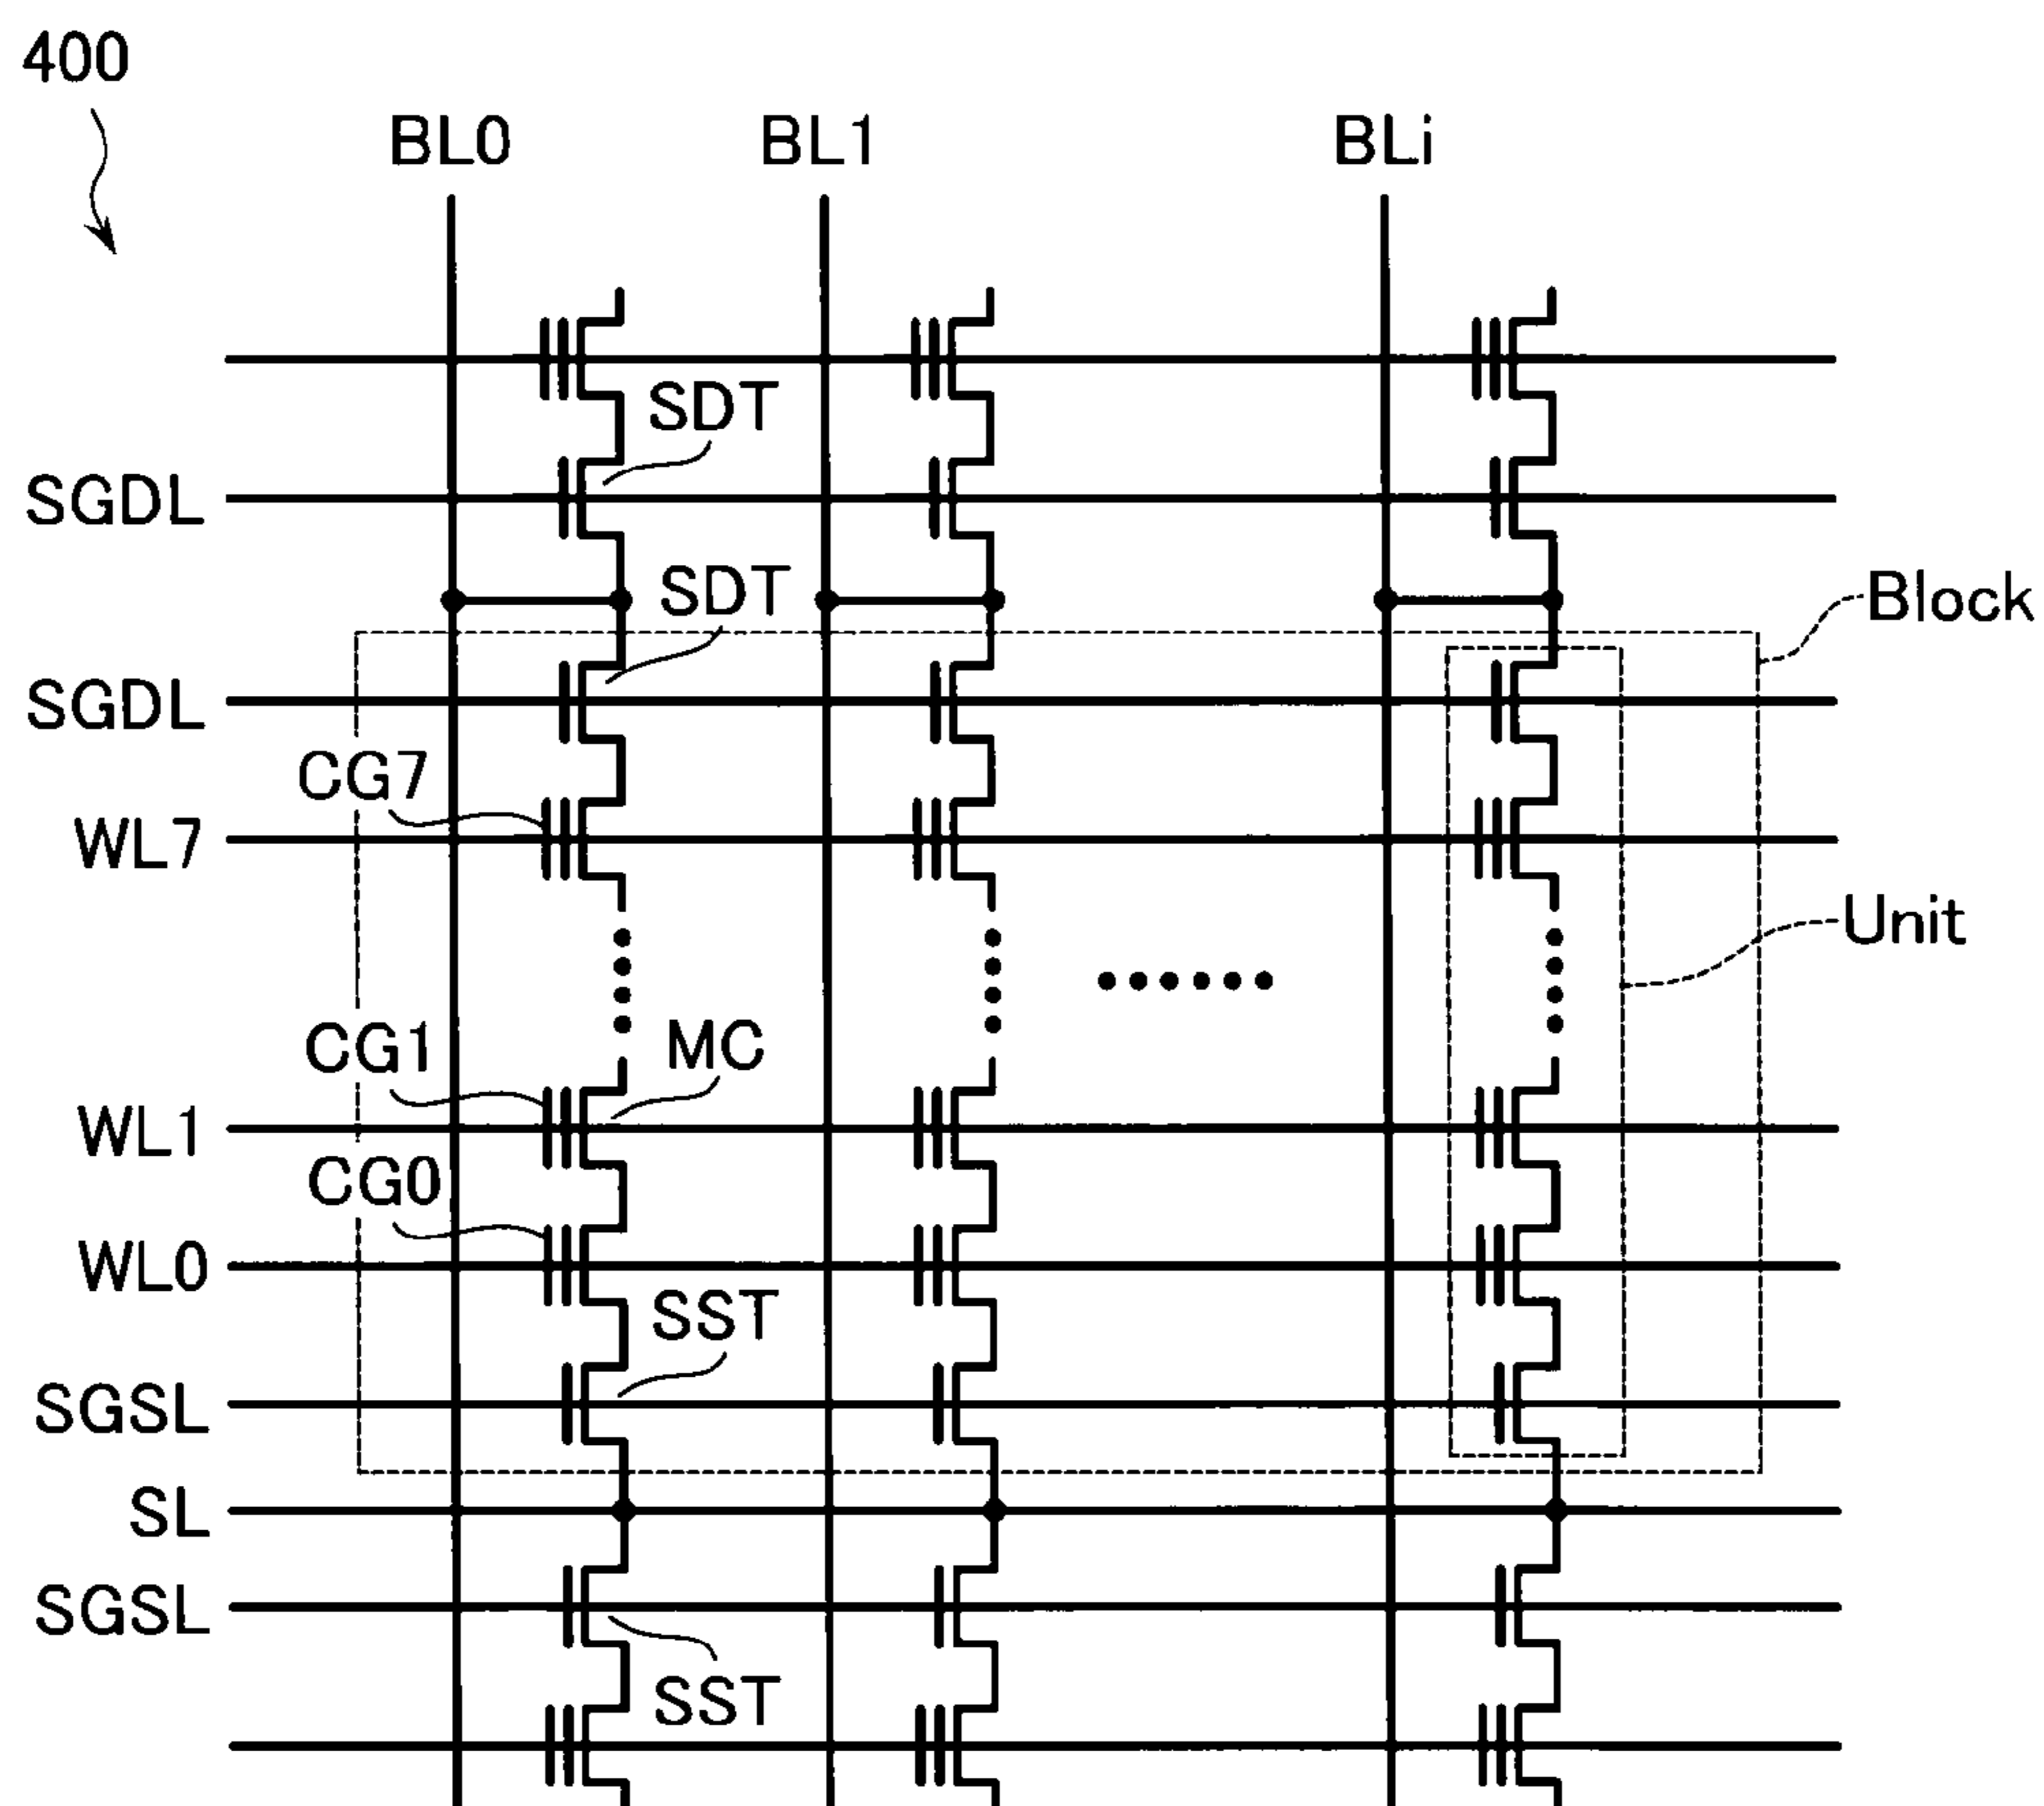 400
BL0 BL1 BLi
SDT
SGDL
SDT
Block
SGDL
CG7
WL7
Unit
CG1 MC
WL1
CG0
WL0
SST
SGSL
SL
SGSL
SST